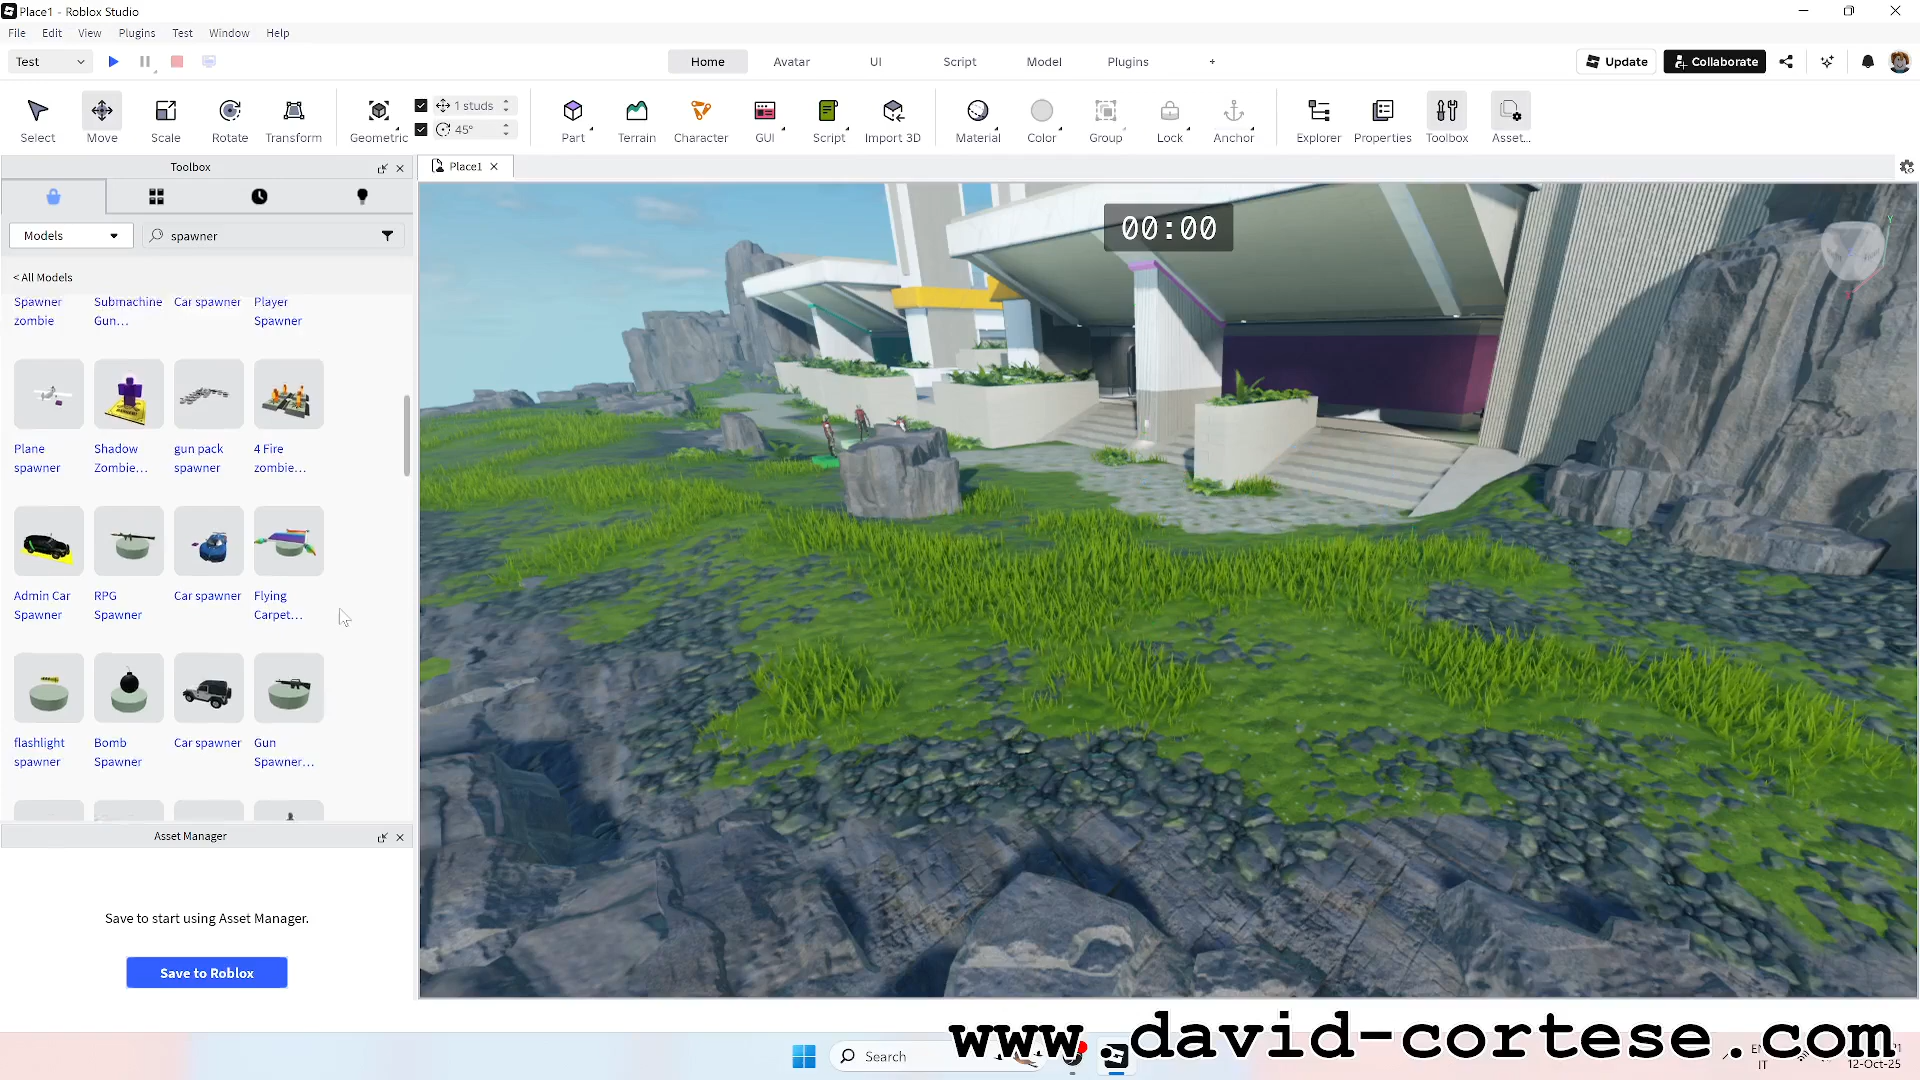 Place1 - Roblox Studio
File Edit View Plugins Test Window Help
Test Home Avatar UI Script Model Plugins + Update Collaborate
1 studs
45°
Select Move Scale Rotate Transform Geometric Part Terrain Character GUI Script Import 3D Material Color Group Lock Anchor Explorer Properties Toolbox Asset...
Toolbox
Place1
Models spawner
00:00
< All Models
Spawner zombie
Submachine Gun...
Car spawner
Player Spawner
Plane spawner
Shadow Zombie...
gun pack spawner
4 Fire zombie...
Admin Car Spawner
RPG Spawner
Car spawner
Flying Carpet...
flashlight spawner
Bomb Spawner
Car spawner
Gun Spawner...
Asset Manager
Save to start using Asset Manager.
Save to Roblox
www.david-cortese.com
Search
IT
12-Oct-25